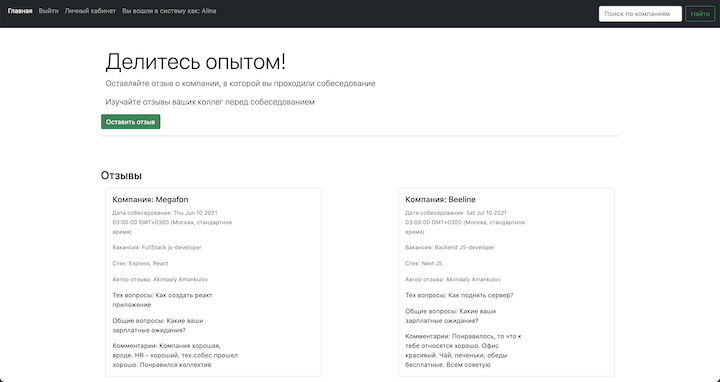 Главная Выйти Личный кабинет Вы вошли в систему как: Alina Поиск по компаниям Найти
Делитесь опытом!
Оставляйте отзыв о компании, в которой вы проходили собеседование
Изучайте отзывы ваших коллег перед собеседованием
Оставить отзыв
Отзывы
Компания: Megafon
Дата собеседования: Thu Jun 10 2021
03:00:00 GMT+0300 (Москва, стандартное
время)
Вакансия: FullStack js-developer
Стек: Express, React
Автор отзыва: Akimaaly Amankulov
Тех вопросы: Как создать реакт
приложение
Общие вопросы: Какие ваши
зарплатные ожидания?
Комментарии: Компания хорошая,
вроде. HR - хороший, тех.собес прошел
хорошо. Понравился коллектив
Компания: Beeline
Дата собеседования: Sat Jul 10 2021
03:00:00 GMT+0300 (Москва, стандартное
время)
Вакансия: Backend JS-developer
Стек: Next JS
Автор отзыва: Akimaaly Amankulov
Тех вопросы: Как поднять сервер?
Общие вопросы: Какие ваши
зарплатные ожидания?
Комментарии: Понравилось, то что к
тебе относятся хорошо. Офис
красивый. Чай, печеньки, обеды
бесплатные. Всем советую